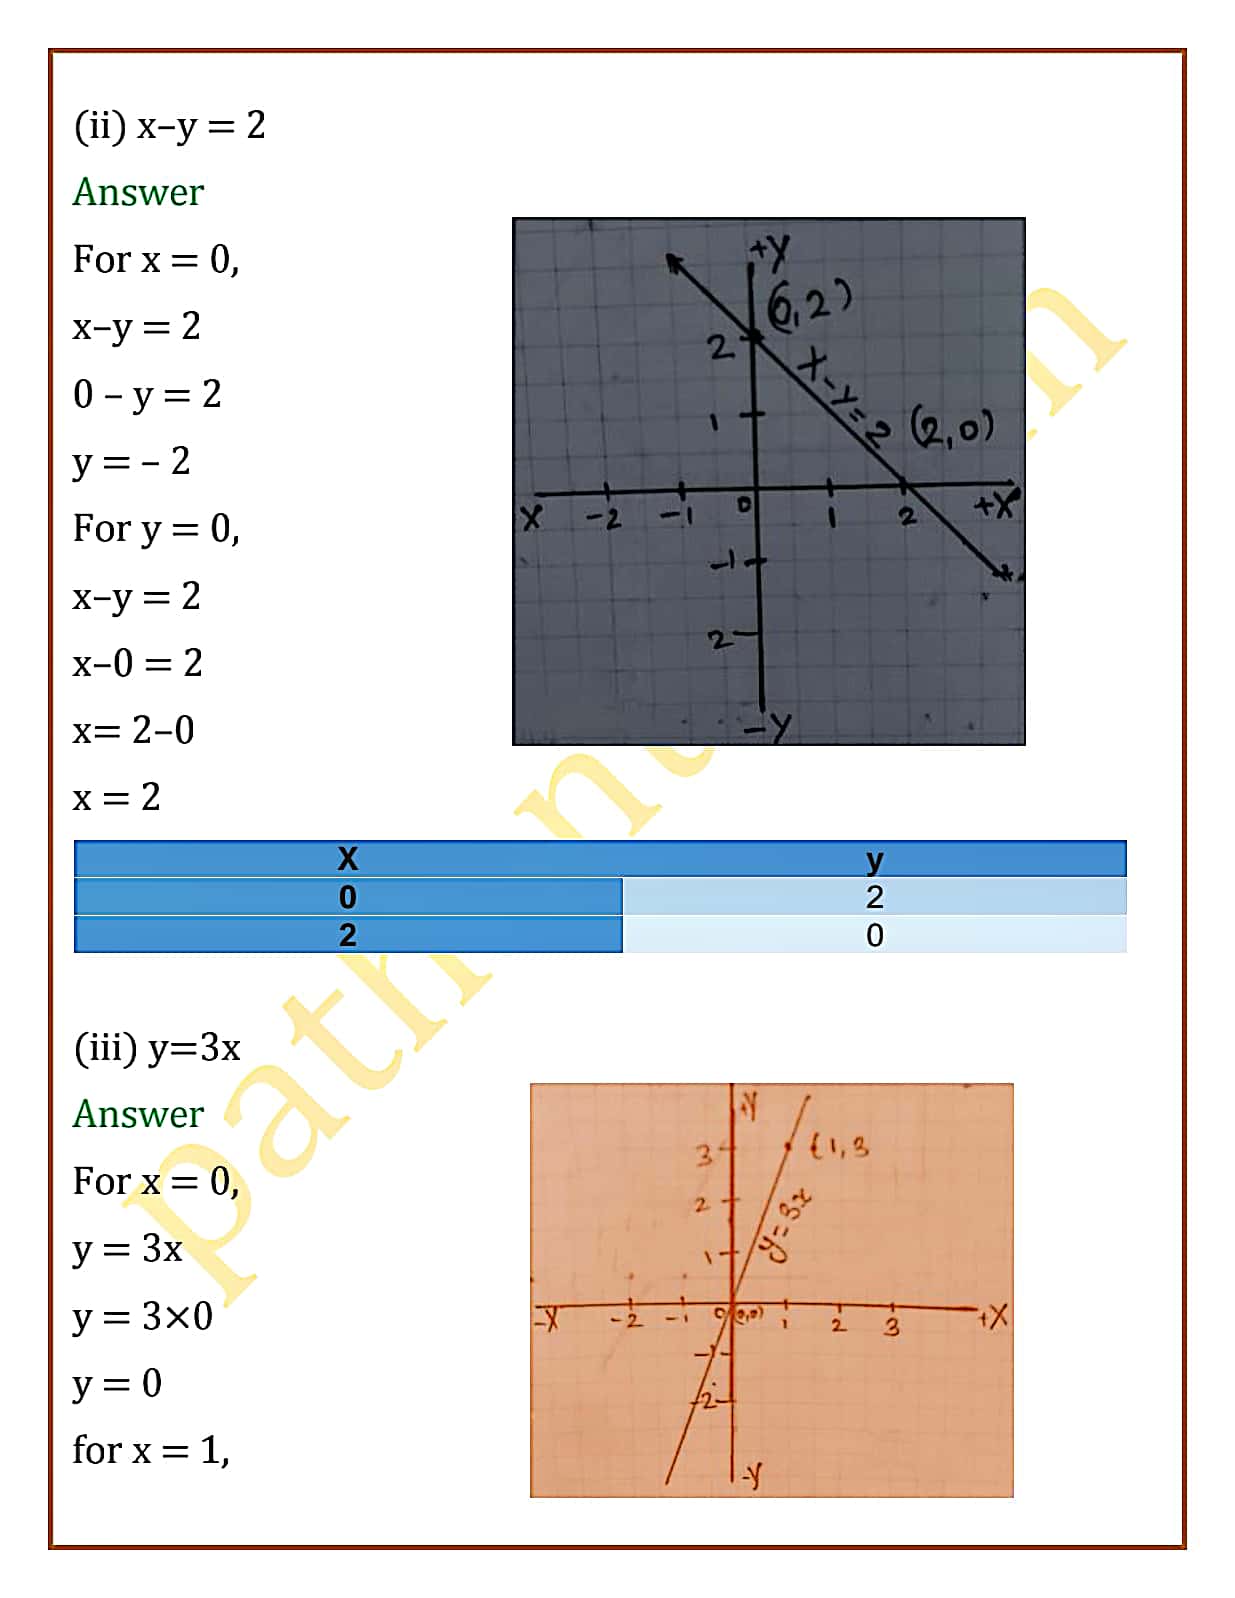 (ii) x–y = 2
Answer
For x = 0,
x–y = 2
0 – y = 2
y = – 2
For y = 0,
x–y = 2
x–0 = 2
x= 2–0
x = 2
+Y
(0,2)
2
x-y=2
(2,0)
1
X -2 -1 0 1 2 +X
-1
2
-Y
X y
0 2
2 0
(iii) y=3x
Answer
For x = 0,
y = 3x
y = 3×0
y = 0
for x = 1,
+Y
3
(1,3
2
y=3x
1
-X -2 -1 0 (0,0) 1 2 3 +X
-1
-2
-Y
path